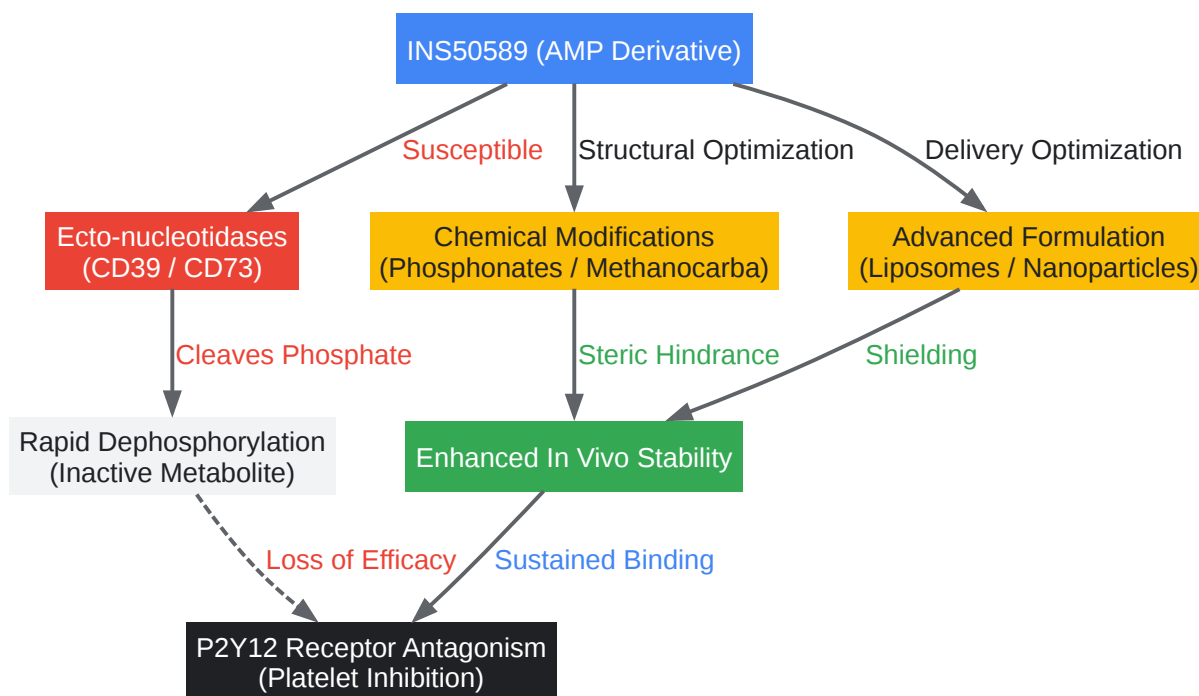 INS50589 (AMP Derivative)
Susceptible
Structural Optimization
Delivery Optimization
Ecto-nucleotidases
(CD39 / CD73)
Chemical Modifications
(Phosphonates / Methanocarba)
Advanced Formulation
(Liposomes / Nanoparticles)
Cleaves Phosphate
Steric Hindrance
Shielding
Rapid Dephosphorylation
(Inactive Metabolite)
Enhanced In Vivo Stability
Loss of Efficacy
Sustained Binding
P2Y12 Receptor Antagonism
(Platelet Inhibition)